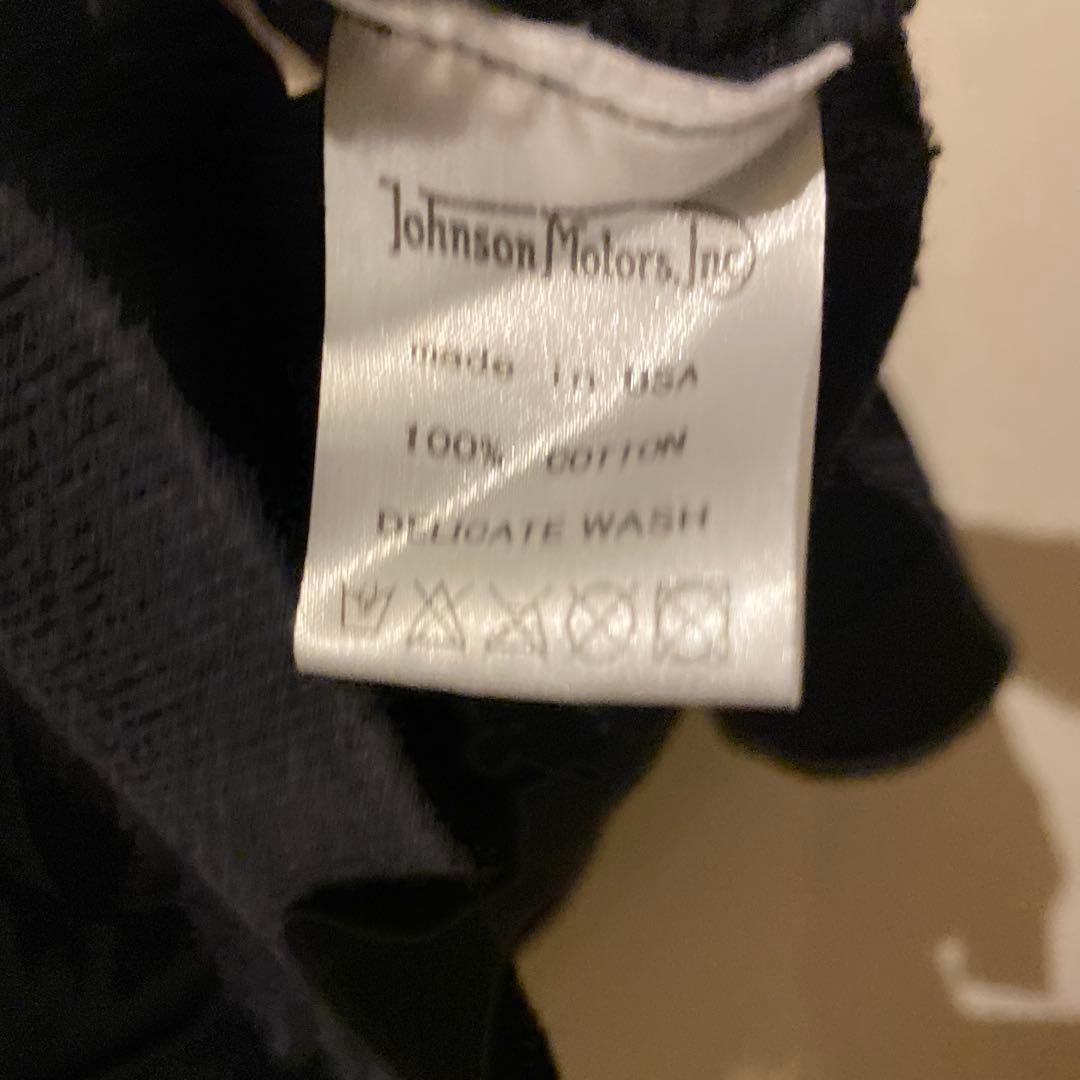 Johnson Motors, Inc
made in USA
100% COTTON
DELICATE WASH